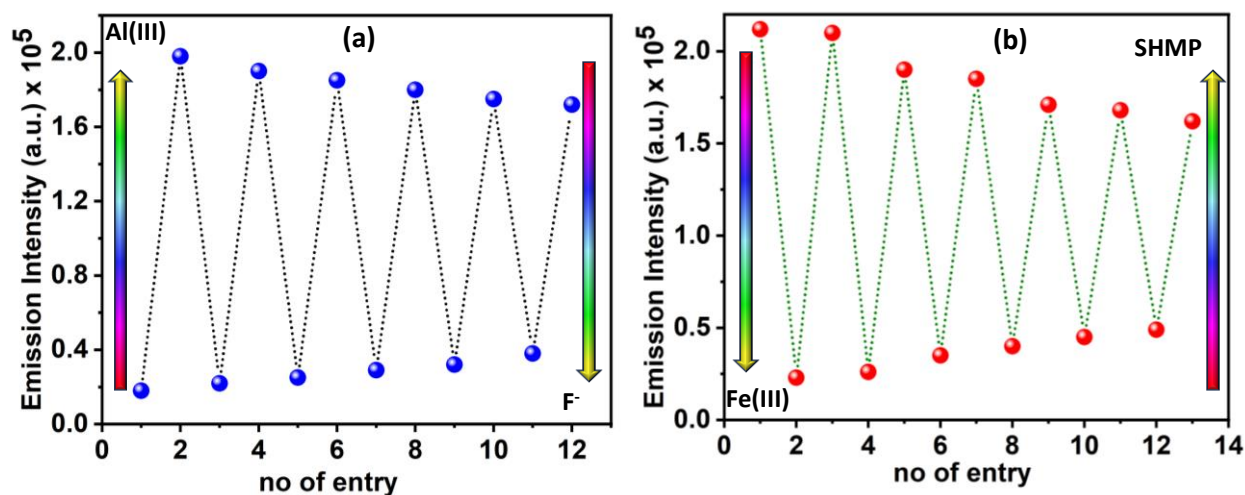 Al(III)
(a)
2.0
1.6
1.2
0.8
0.4
0.0
Emission Intensity (a.u.) x 10⁵
F⁻
0 2 4 6 8 10 12
no of entry
(b)
SHMP
2.0
1.5
1.0
0.5
0.0
Emission Intensity (a.u.) x 10⁵
Fe(III)
0 2 4 6 8 10 12 14
no of entry